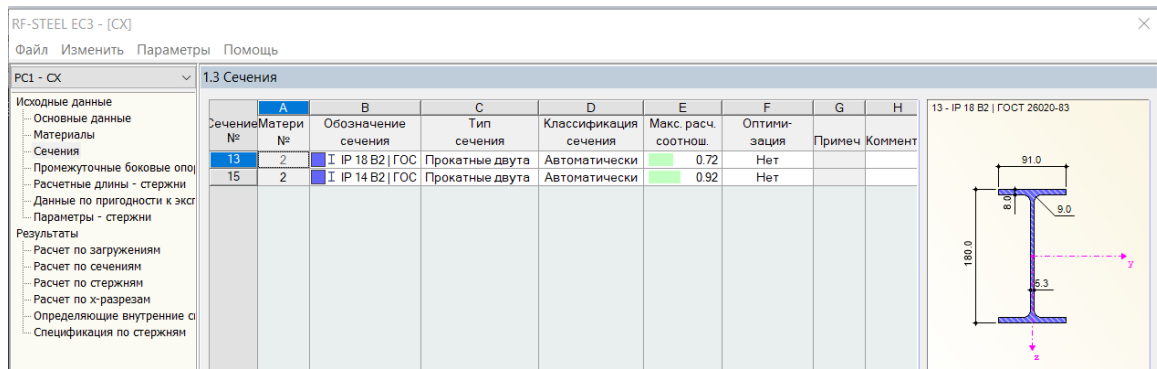 RF-STEEL EC3 - [CX]
Файл Изменить Параметры Помощь
РС1 - СХ
1.3 Сечения
Исходные данные
Основные данные
Материалы
Сечения
Промежуточные боковые опо
Расчетные длины - стержни
Данные по пригодности к эксп
Параметры - стержни
Результаты
Расчет по загружениям
Расчет по сечениям
Расчет по стержням
Расчет по x-разрезам
Определяющие внутренние с
Спецификация по стержням
A B C D E F G H
Сечение Матери Обозначение Тип Классификация Макс. расч. Оптими-
№ № сечения сечения сечения соотнош. зация Примеч Коммент
13 2 IP 18 B2 | ГОС Прокатные двута Автоматически 0.72 Нет
15 2 IP 14 B2 | ГОС Прокатные двута Автоматически 0.92 Нет
13 - IP 18 B2 | ГОСТ 26020-83
91.0
8.0
9.0
180.0
y
5.3
z